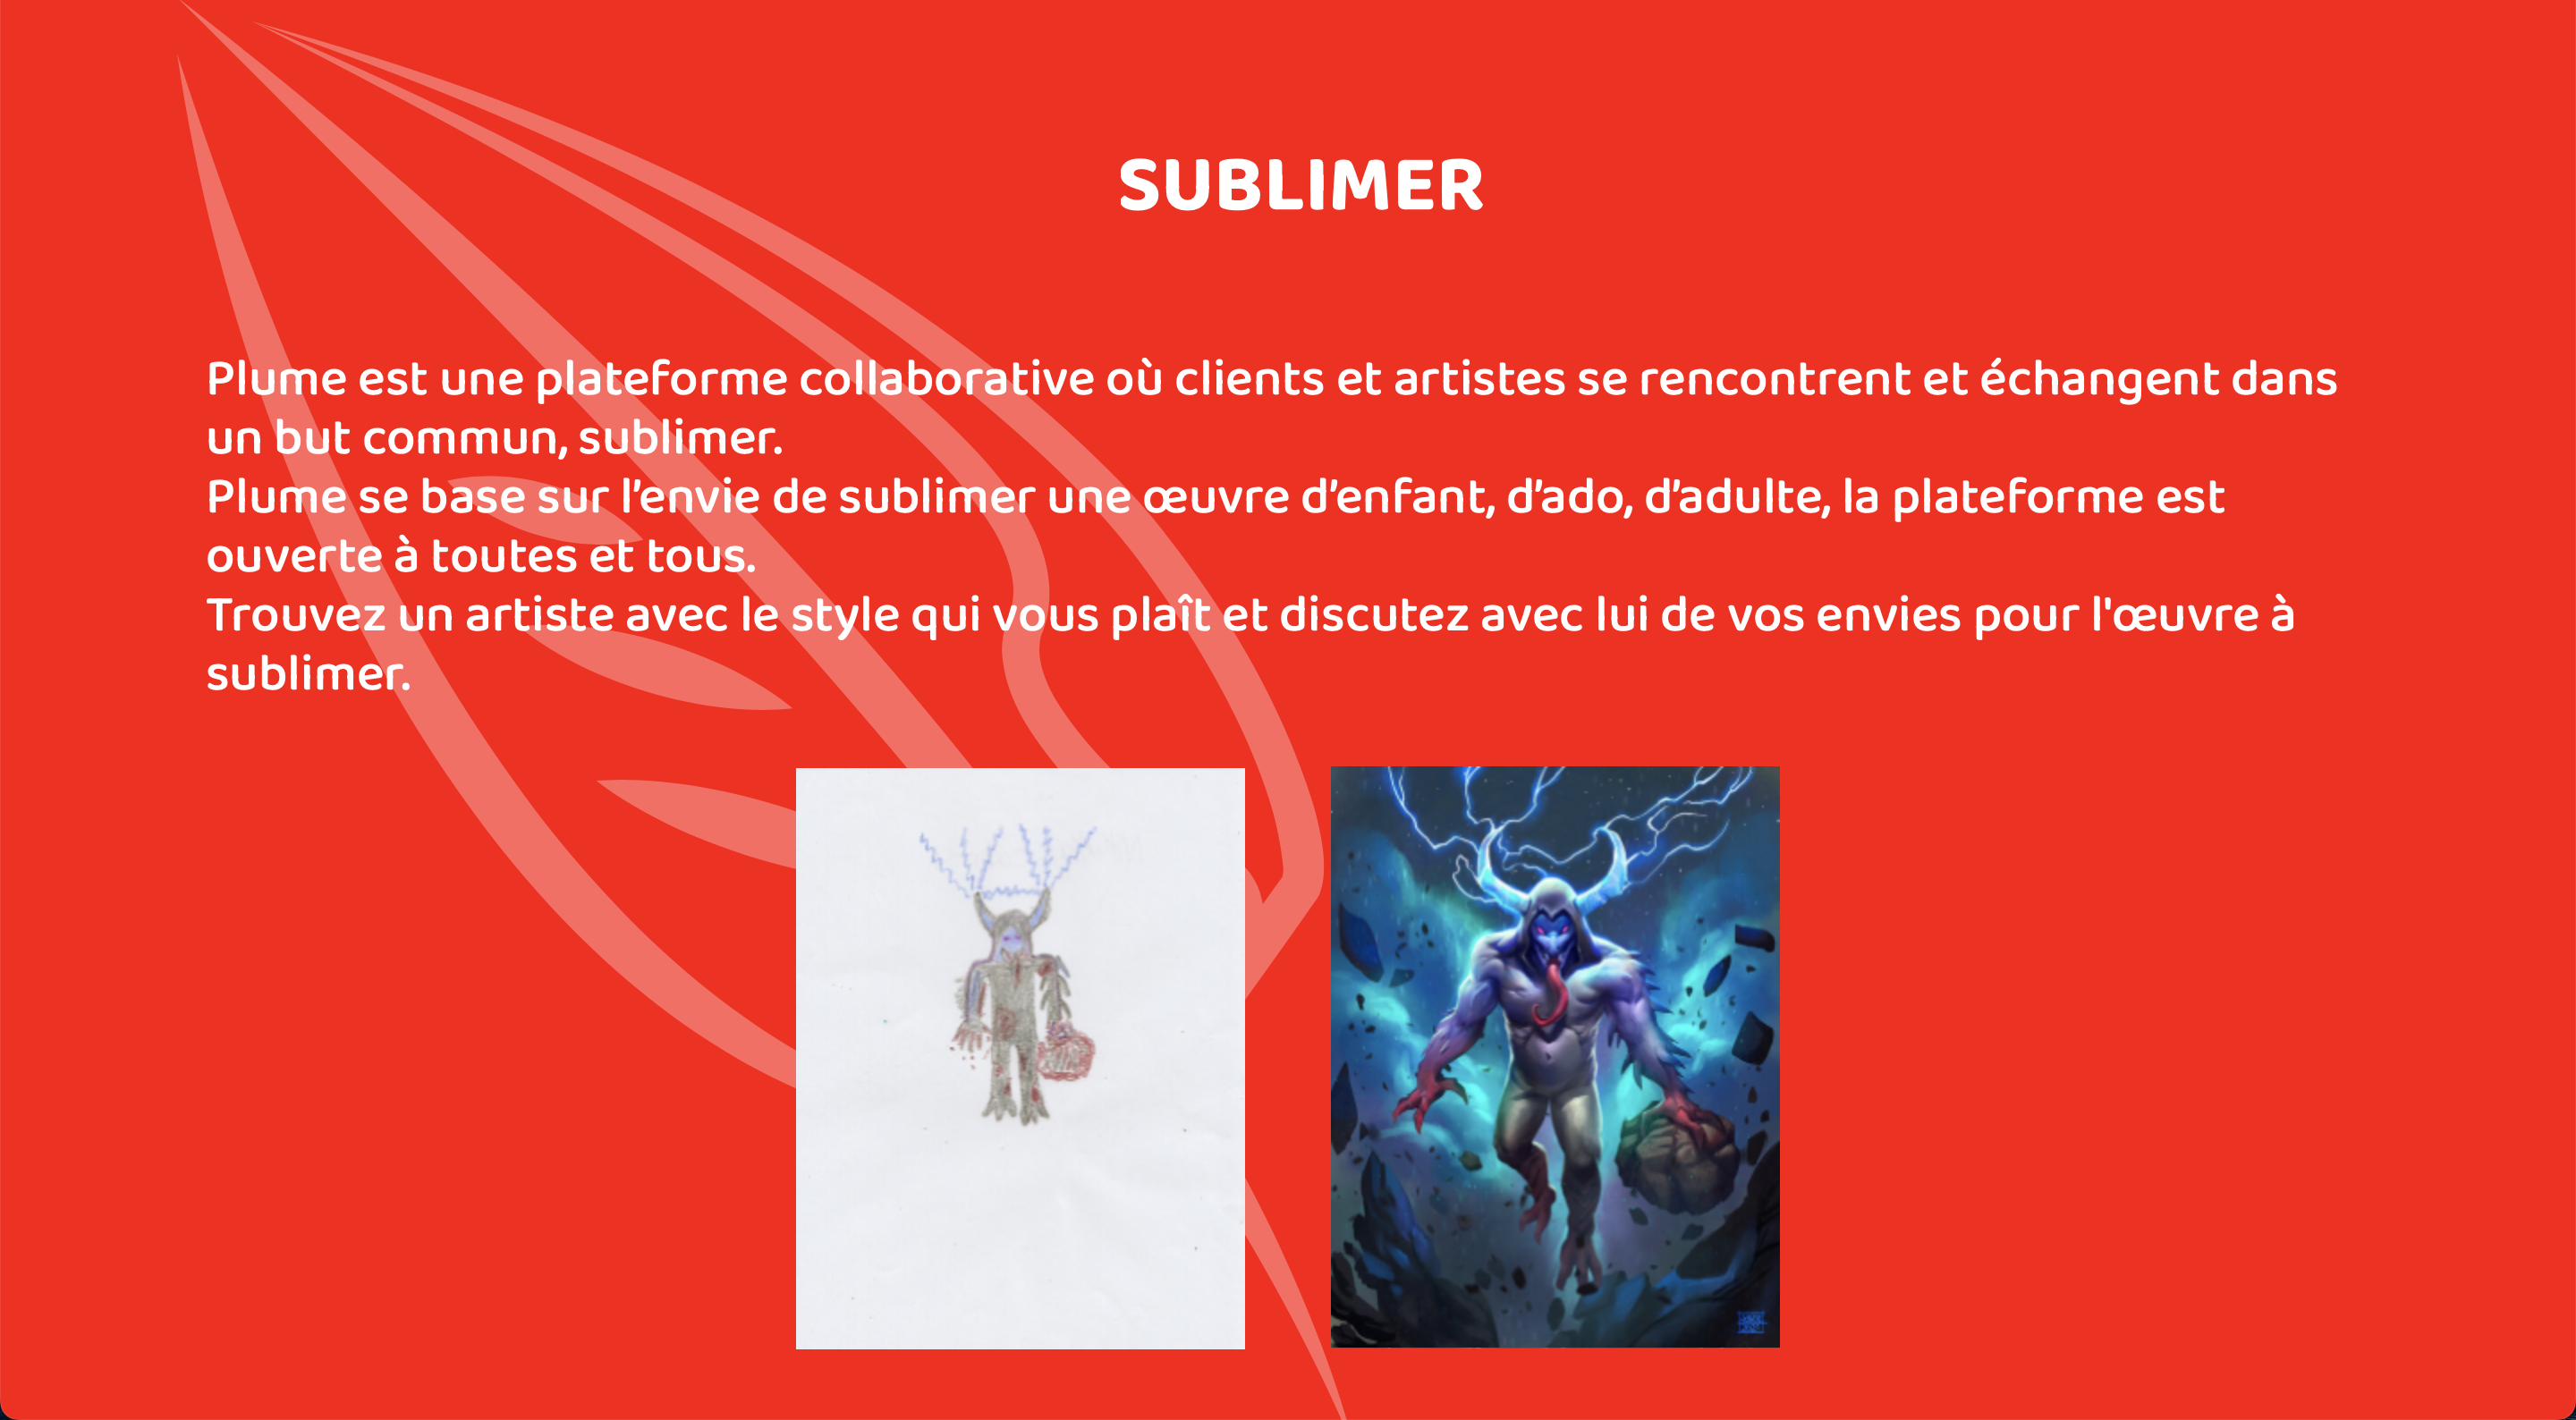 SUBLIMER
Plume est une plateforme collaborative où clients et artistes se rencontrent et échangent dans
un but commun, sublimer.
Plume se base sur l’envie de sublimer une œuvre d’enfant, d’ado, d’adulte, la plateforme est
ouverte à toutes et tous.
Trouvez un artiste avec le style qui vous plaît et discutez avec lui de vos envies pour l'œuvre à
sublimer.